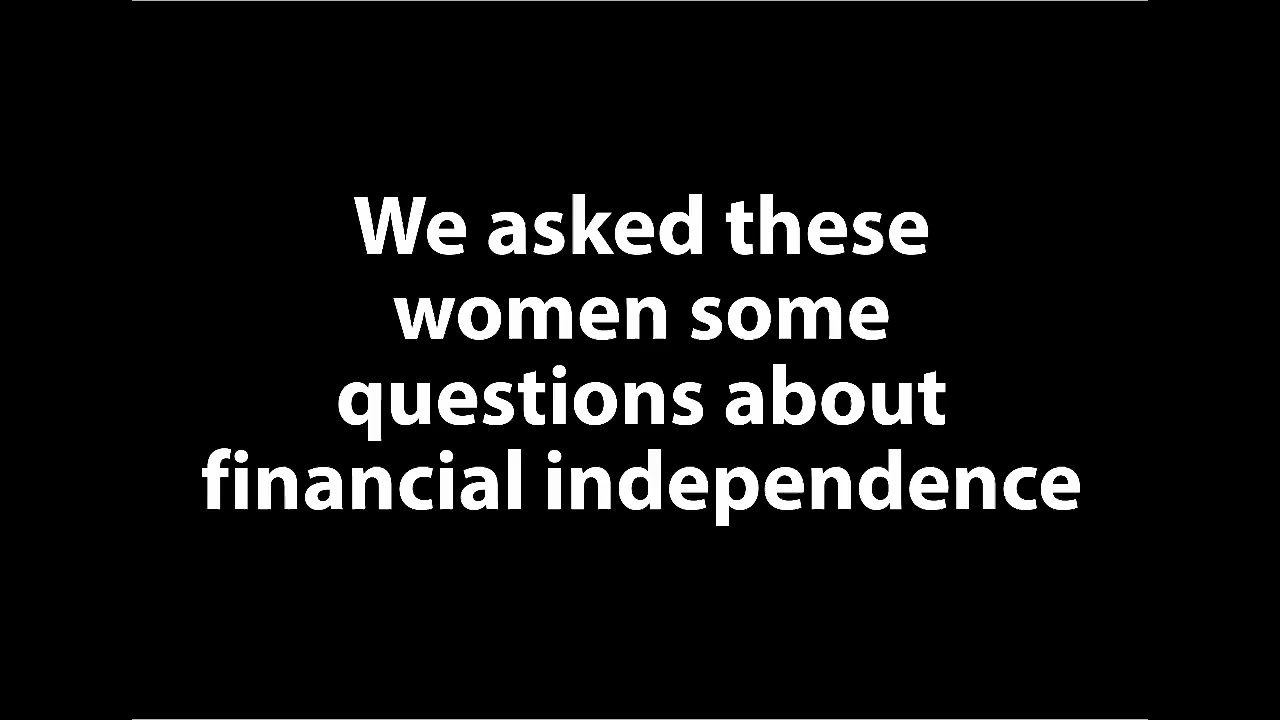 We asked these
women some
questions about
financial independence